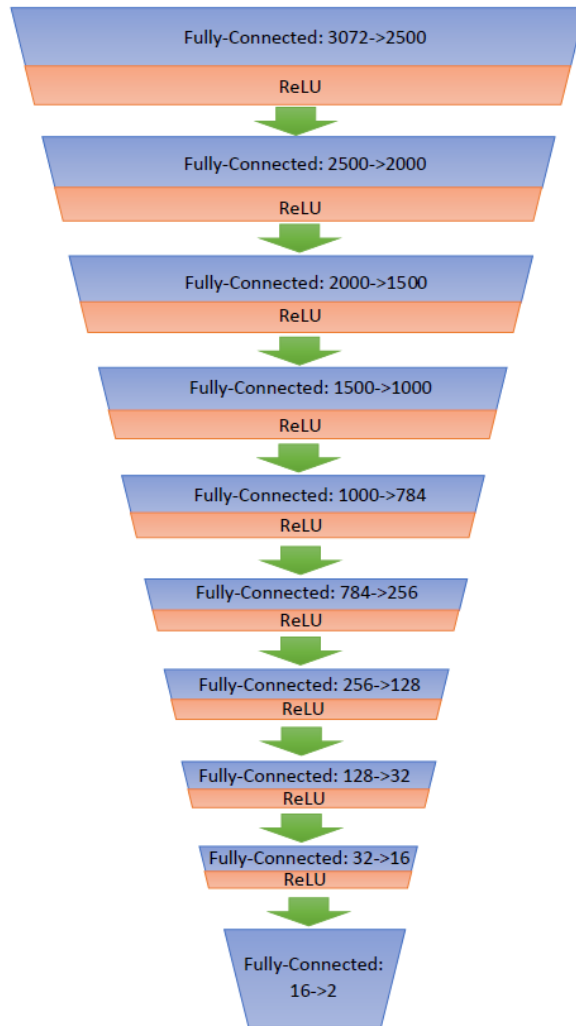 Fully-Connected: 3072->2500
ReLU
Fully-Connected: 2500->2000
ReLU
Fully-Connected: 2000->1500
ReLU
Fully-Connected: 1500->1000
ReLU
Fully-Connected: 1000->784
ReLU
Fully-Connected: 784->256
ReLU
Fully-Connected: 256->128
ReLU
Fully-Connected: 128->32
ReLU
Fully-Connected: 32->16
ReLU
Fully-Connected:
16->2